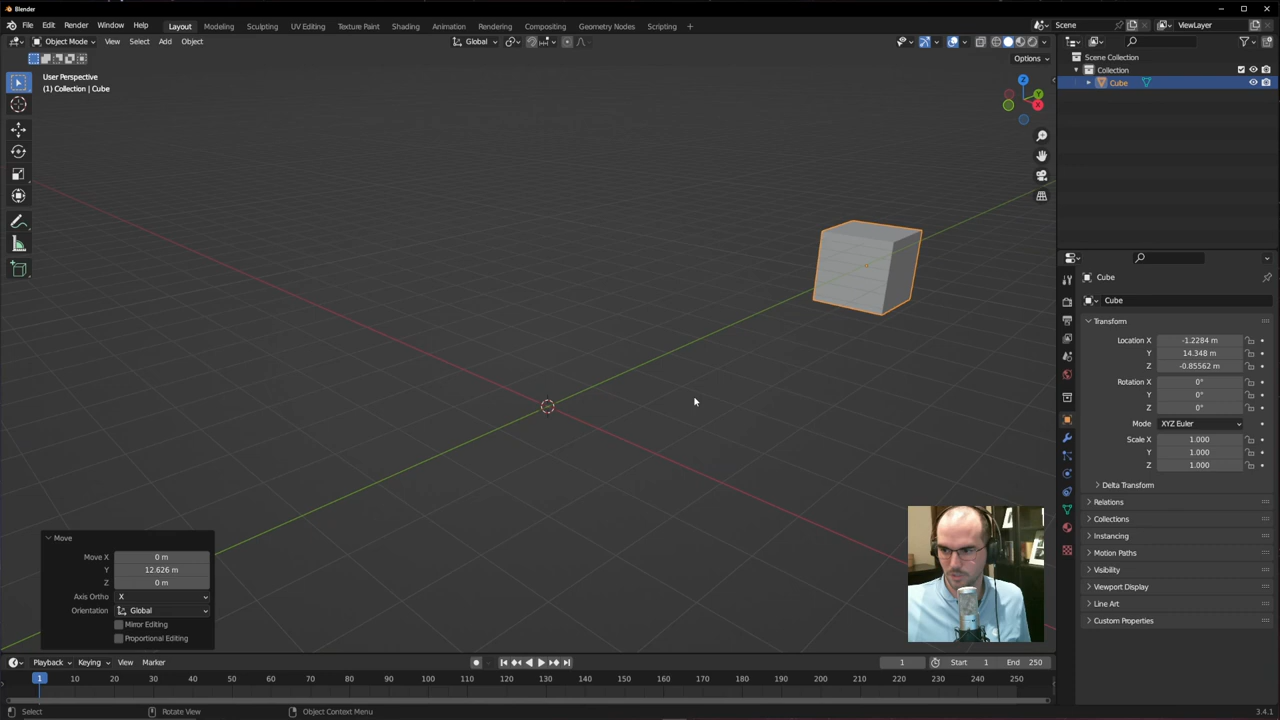 Blender
File Edit Render Window Help
Layout Modeling Sculpting UV Editing Texture Paint Shading Animation Rendering Compositing Geometry Nodes Scripting +
Scene
ViewLayer
Object Mode View Select Add Object
Global
Options
User Perspective
(1) Collection | Cube
Z
Y
X
Scene Collection
Collection
Cube
Cube
Cube
Transform
Location X -1.2284 m
Y 14.348 m
Z -0.85562 m
Rotation X 0°
Y 0°
Z 0°
Mode XYZ Euler
Scale X 1.000
Y 1.000
Z 1.000
Delta Transform
Relations
Collections
Instancing
Motion Paths
Visibility
Viewport Display
Line Art
Custom Properties
Move
Move X 0 m
Y 12.626 m
Z 0 m
Axis Ortho X
Orientation Global
Mirror Editing
Proportional Editing
Playback Keying View Marker
1 Start 1 End 250
1 10 20 30 40 50 60 70 80 90 100 110 120 130 140 150 160 170 180 190 200 210 220 230 240 250
Select Rotate View Object Context Menu
3.4.1